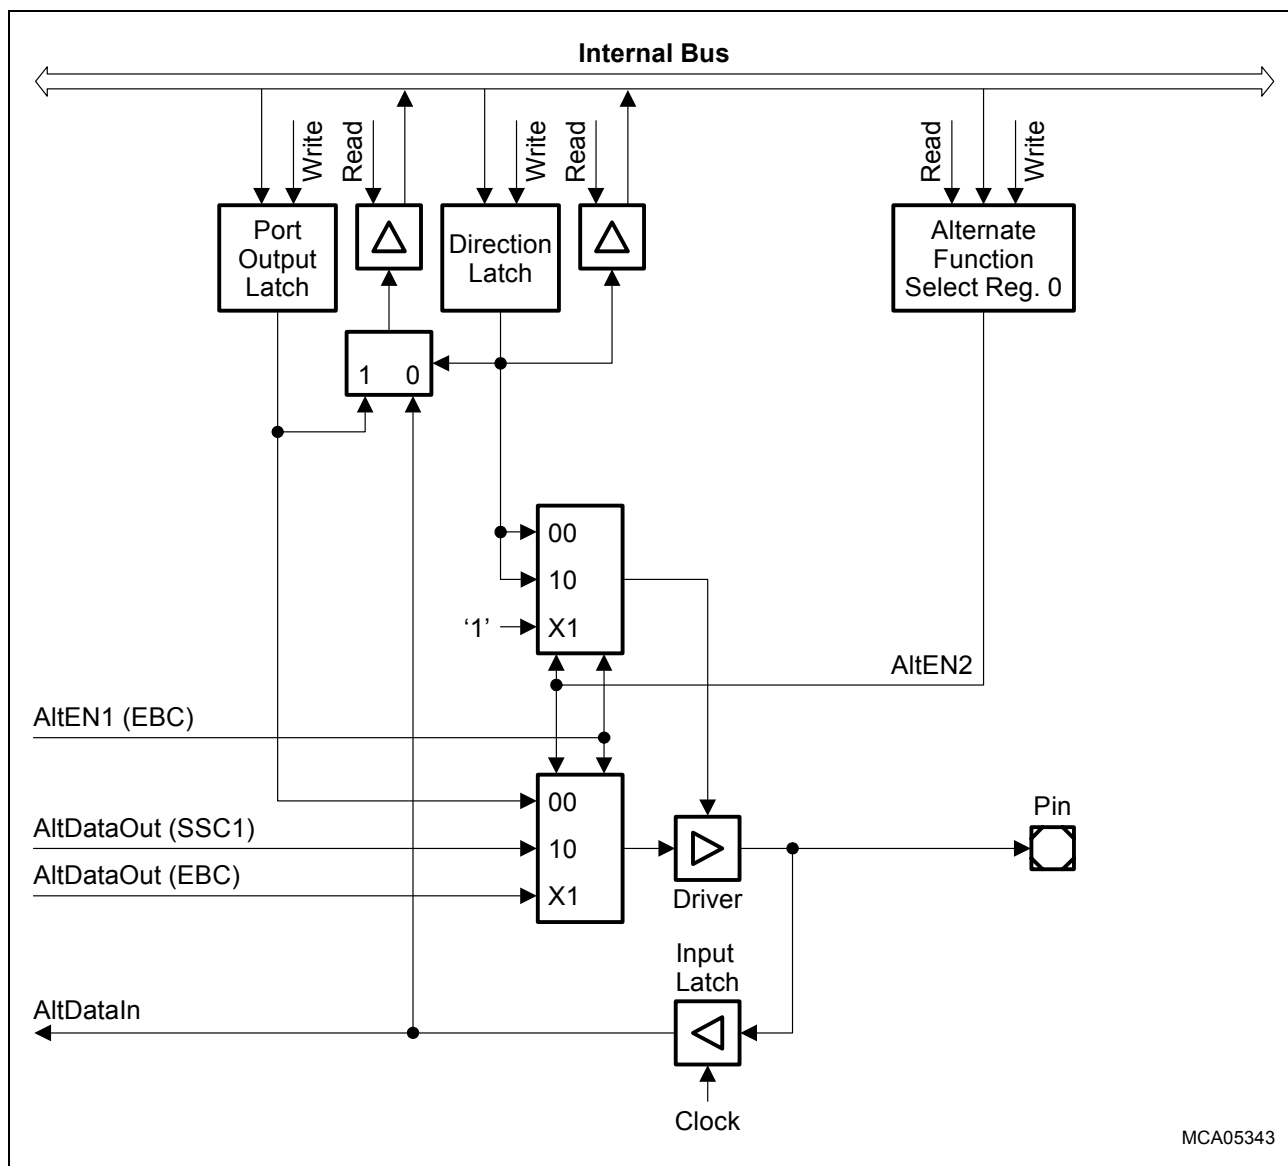 Internal Bus
Write
Read
Write
Read
Read
Write
Port
Output
Latch
Direction
Latch
Alternate
Function
Select Reg. 0
1 0
00
10
‘1’
X1
AltEN2
AltEN1 (EBC)
00
AltDataOut (SSC1)
10
AltDataOut (EBC)
X1
Driver
Pin
Input
Latch
AltDataIn
Clock
MCA05343